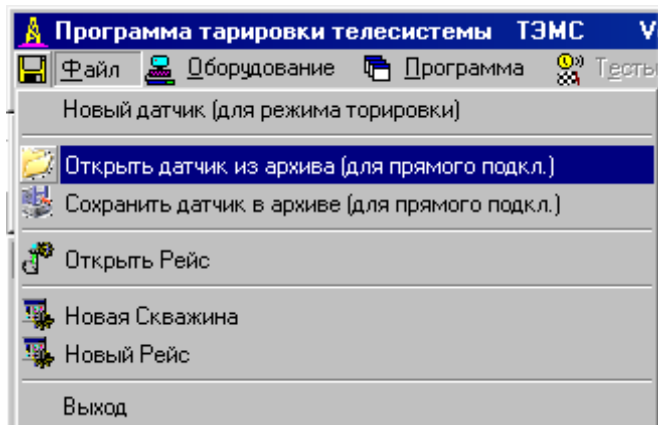 Программа тарировки телесистемы ТЭМС V
Файл Оборудование Программа Тесты
Новый датчик (для режима торировки)
Открыть датчик из архива (для прямого подкл.)
Сохранить датчик в архиве (для прямого подкл.)
Открыть Рейс
Новая Скважина
Новый Рейс
Выход